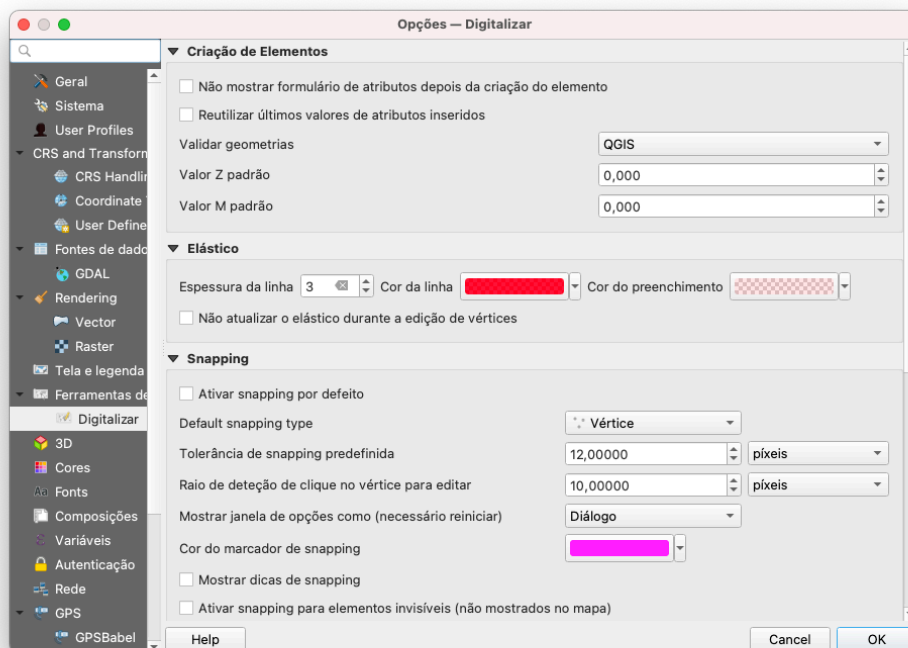 Opções — Digitalizar
Geral
Sistema
User Profiles
CRS and Transform
CRS Handlin
Coordinate
User Define
Fontes de dado
GDAL
Rendering
Vector
Raster
Tela e legenda
Ferramentas de
Digitalizar
3D
Cores
Fonts
Composições
Variáveis
Autenticação
Rede
GPS
GPSBabel
Criação de Elementos
Não mostrar formulário de atributos depois da criação do elemento
Reutilizar últimos valores de atributos inseridos
Validar geometrias QGIS
Valor Z padrão 0,000
Valor M padrão 0,000
Elástico
Espessura da linha 3 Cor da linha Cor do preenchimento
Não atualizar o elástico durante a edição de vértices
Snapping
Ativar snapping por defeito
Default snapping type Vértice
Tolerância de snapping predefinida 12,00000 píxeis
Raio de deteção de clique no vértice para editar 10,00000 píxeis
Mostrar janela de opções como (necessário reiniciar) Diálogo
Cor do marcador de snapping
Mostrar dicas de snapping
Ativar snapping para elementos invisíveis (não mostrados no mapa)
Help Cancel OK